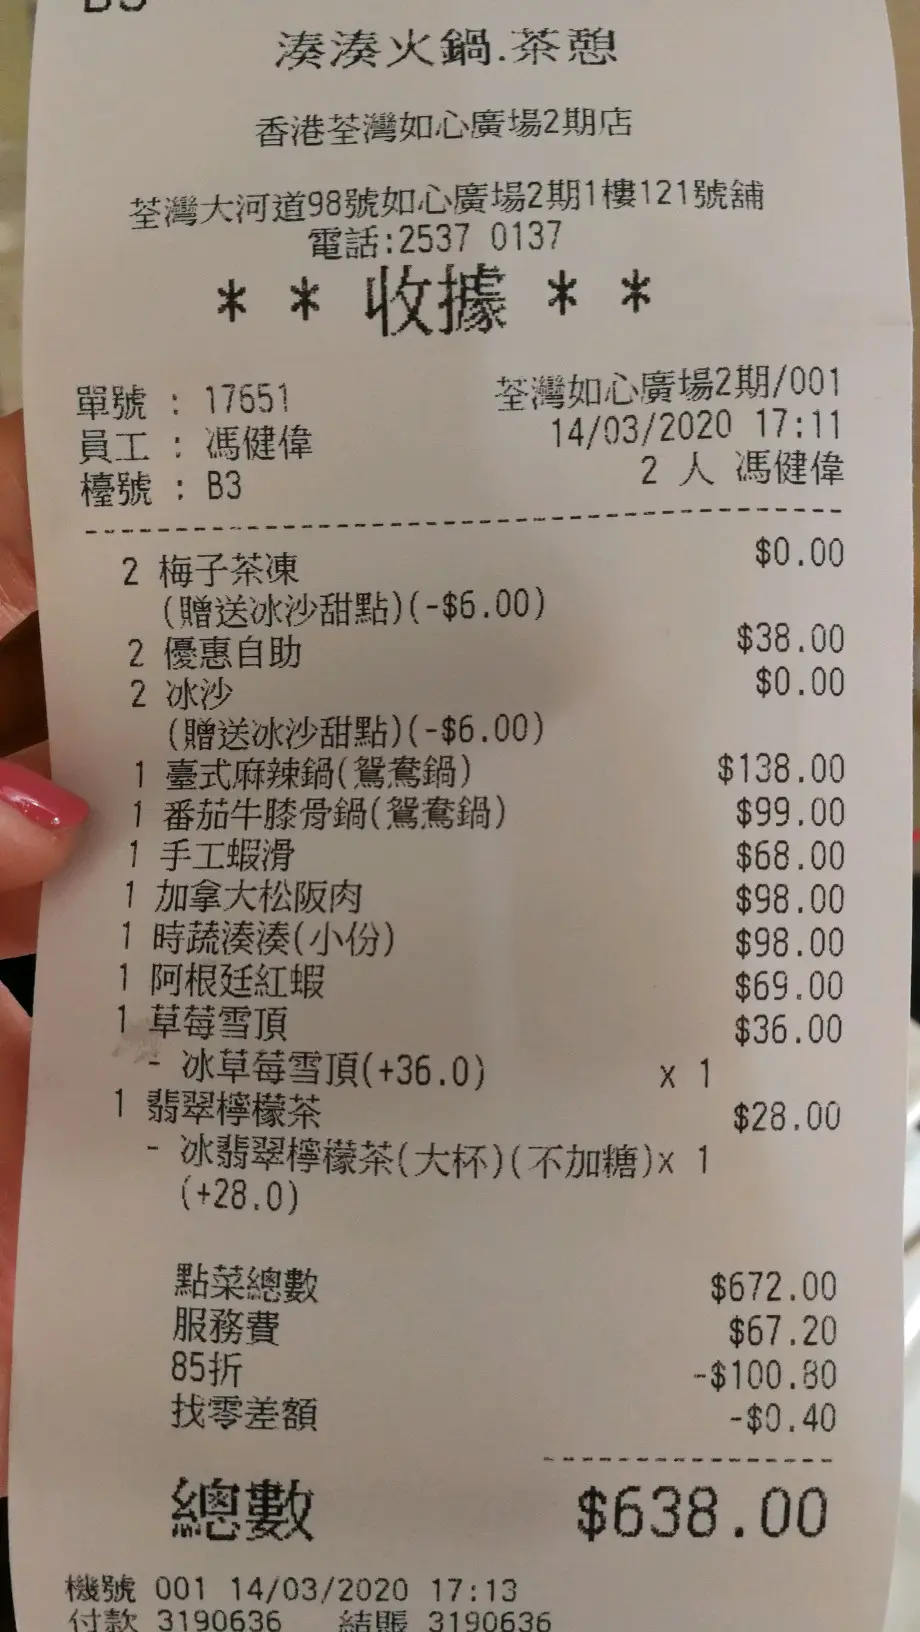 B3
湊湊火鍋.茶憩
香港荃灣如心廣場2期店
荃灣大河道98號如心廣場2期1樓121號舖
電話:2537 0137
* * 收據 * *
單號 : 17651 荃灣如心廣場2期/001
員工 : 馮健偉 14/03/2020 17:11
檯號 : B3 2 人 馮健偉
2 梅子茶凍 $0.00
(贈送冰沙甜點)(-$6.00)
2 優惠自助 $38.00
2 冰沙 $0.00
(贈送冰沙甜點)(-$6.00)
1 臺式麻辣鍋(鴛鴦鍋) $138.00
1 番茄牛膝骨鍋(鴛鴦鍋) $99.00
1 手工蝦滑 $68.00
1 加拿大松阪肉 $98.00
1 時蔬湊湊(小份) $98.00
1 阿根廷紅蝦 $69.00
1 草莓雪頂 $36.00
- 冰草莓雪頂(+36.0) x 1
1 翡翠檸檬茶 $28.00
- 冰翡翠檸檬茶(大杯)(不加糖)x 1
(+28.0)
點菜總數 $672.00
服務費 $67.20
85折 -$100.80
找零差額 -$0.40
總數 $638.00
機號 001 14/03/2020 17:13
付款 3190636 結賬 3190636